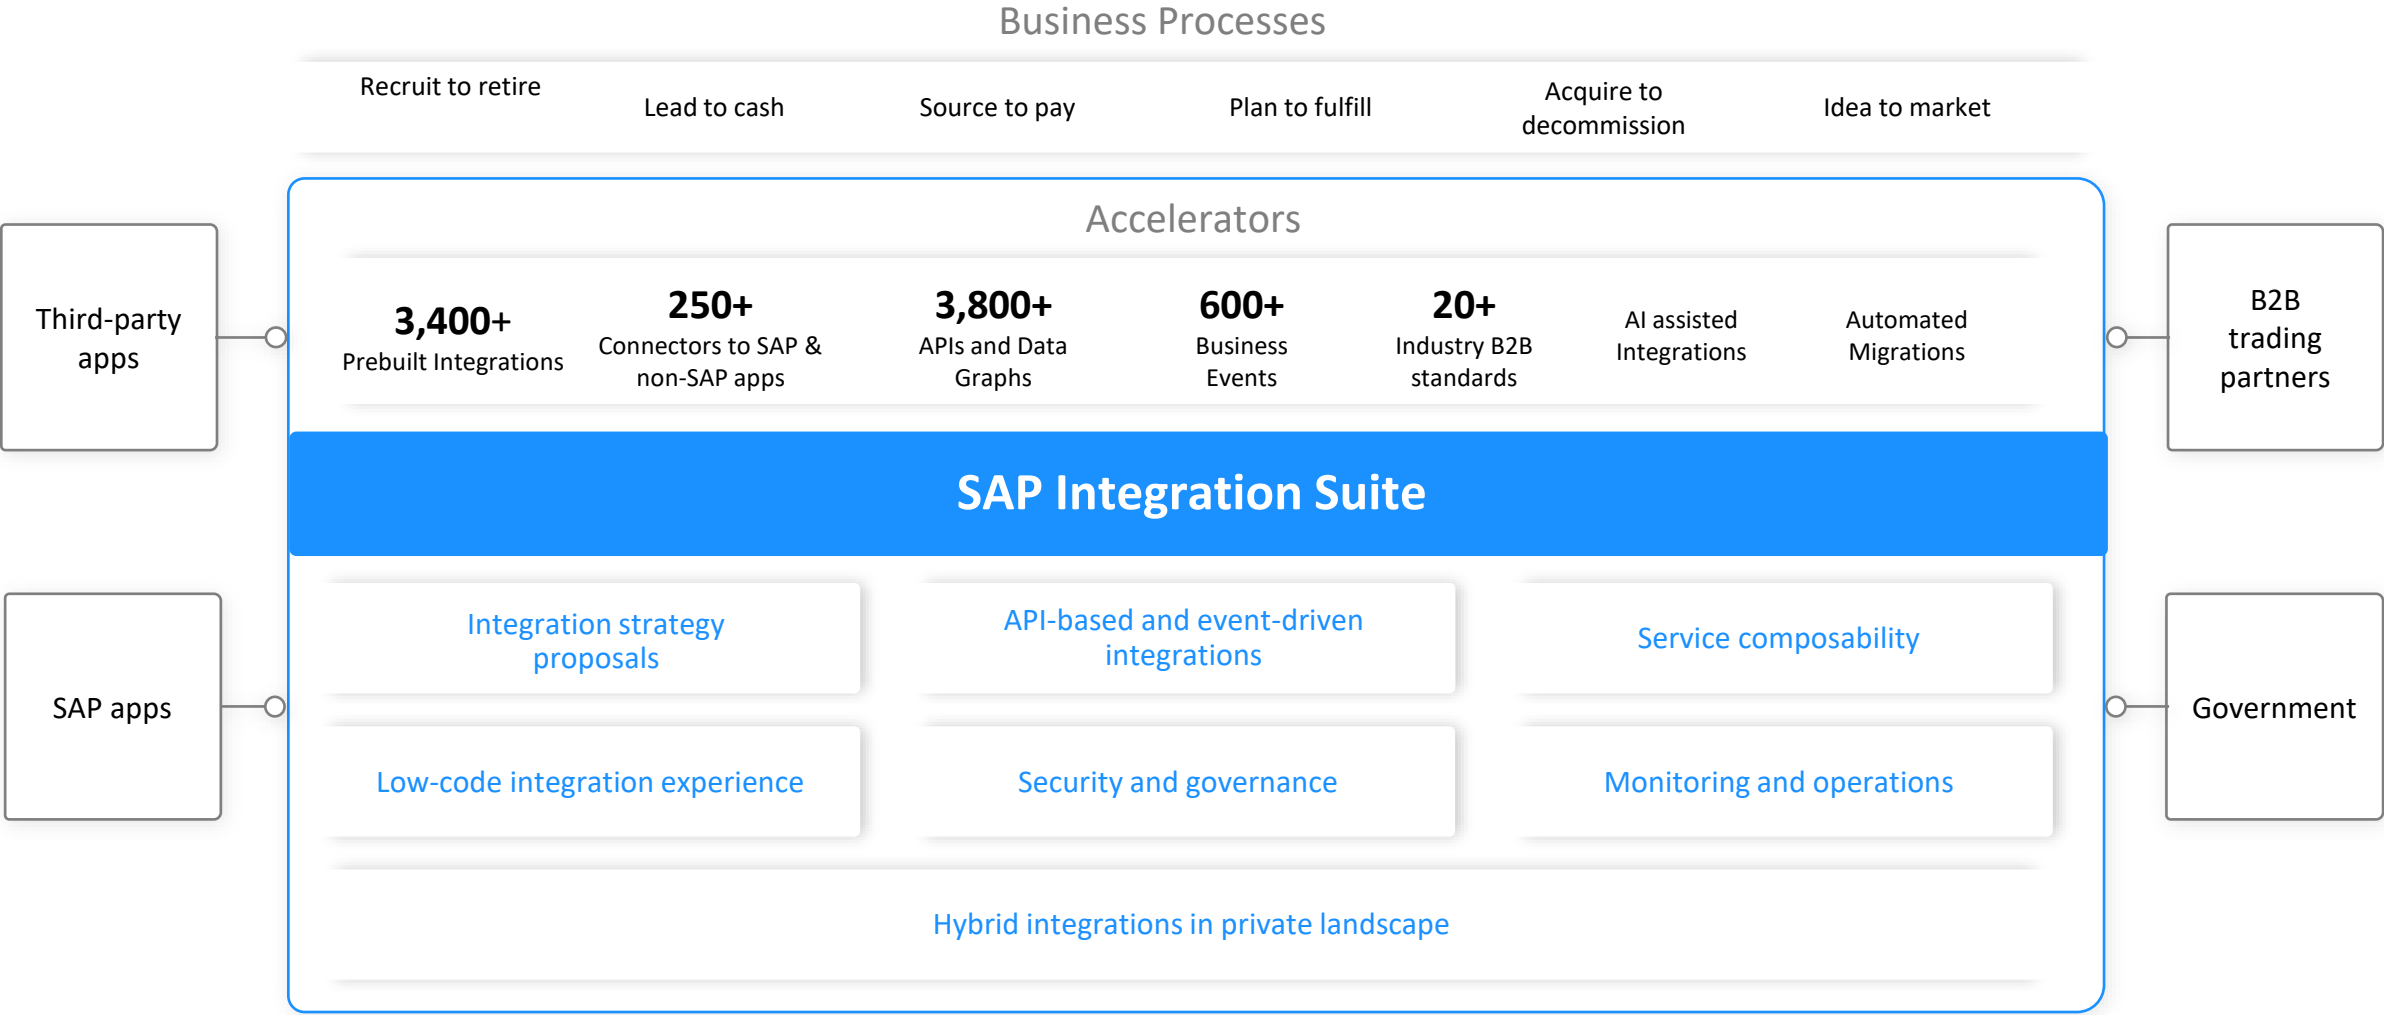 Business Processes
Recruit to retire
Lead to cash
Source to pay
Plan to fulfill
Acquire to
decommission
Idea to market
Accelerators
3,400+
Prebuilt Integrations
250+
Connectors to SAP &
non-SAP apps
3,800+
APIs and Data
Graphs
600+
Business
Events
20+
Industry B2B
standards
AI assisted
Integrations
Automated
Migrations
Third-party
apps
B2B
trading
partners
SAP Integration Suite
Integration strategy
proposals
API-based and event-driven
integrations
Service composability
SAP apps
Government
Low-code integration experience
Security and governance
Monitoring and operations
Hybrid integrations in private landscape